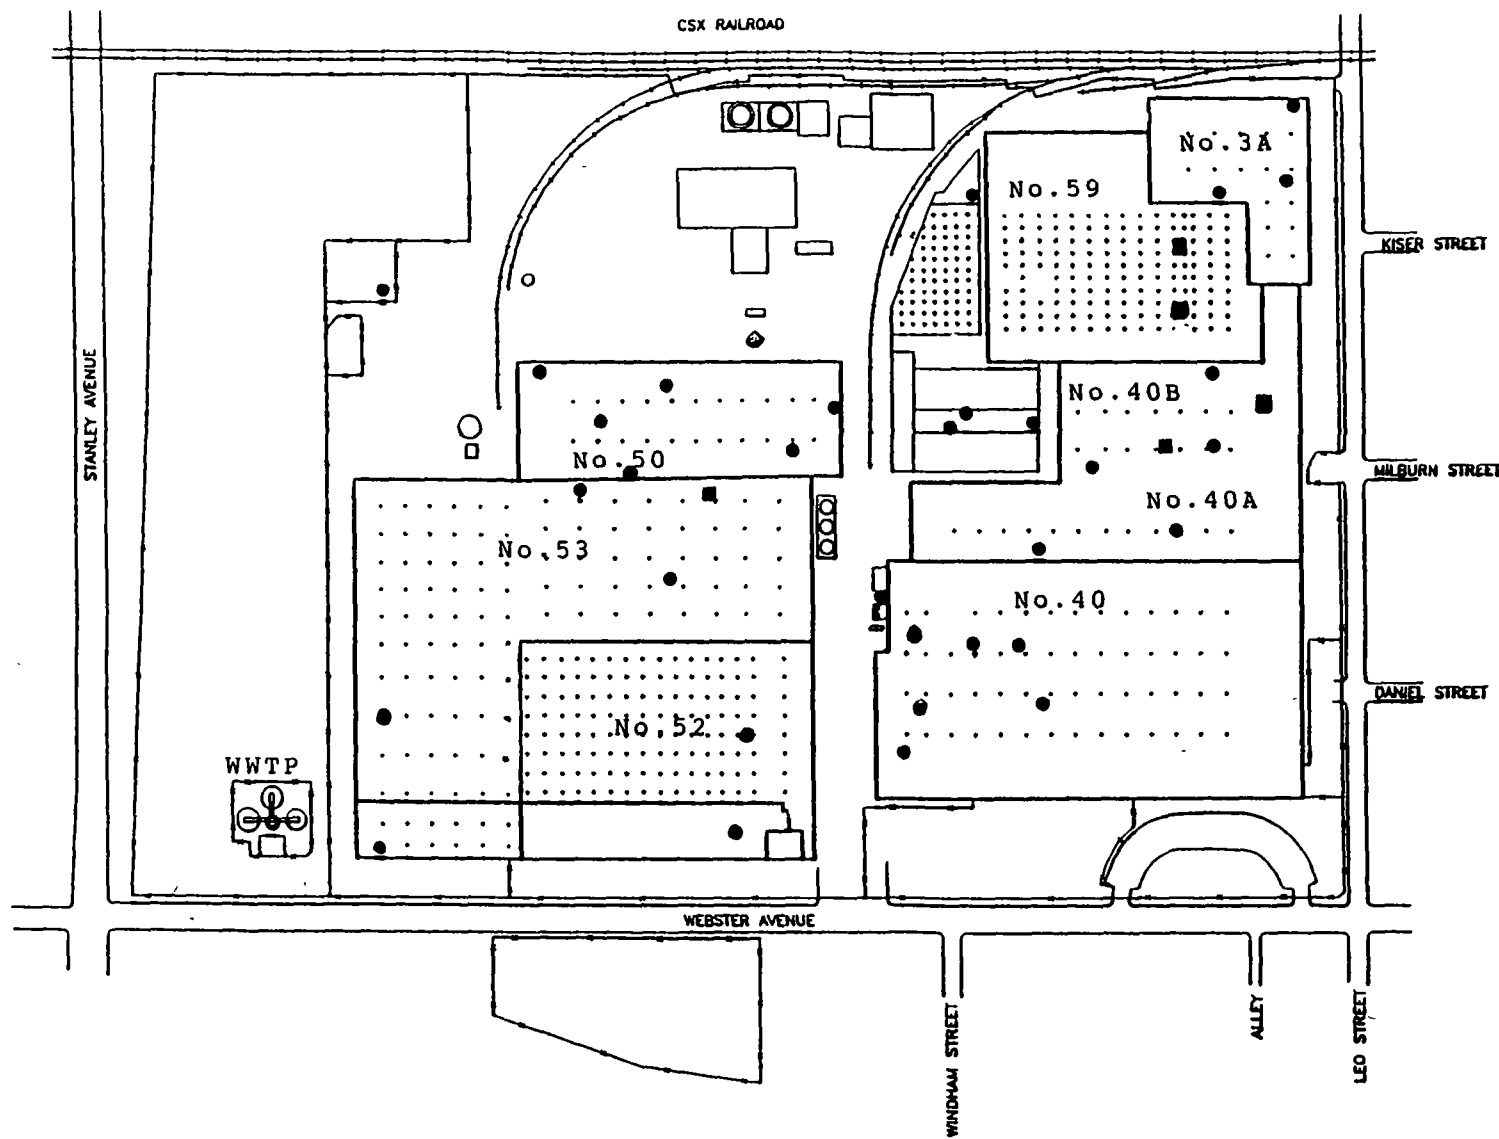 CSX RAILROAD
No.3A
No.59
KISER STREET
STANLEY AVENUE
No.40B
No.50
MILBURN STREET
No.40A
No.53
No.40
DANIEL STREET
No.52
WWTP
WEBSTER AVENUE
WINDHAM STREET
ALLEY
LEO STREET